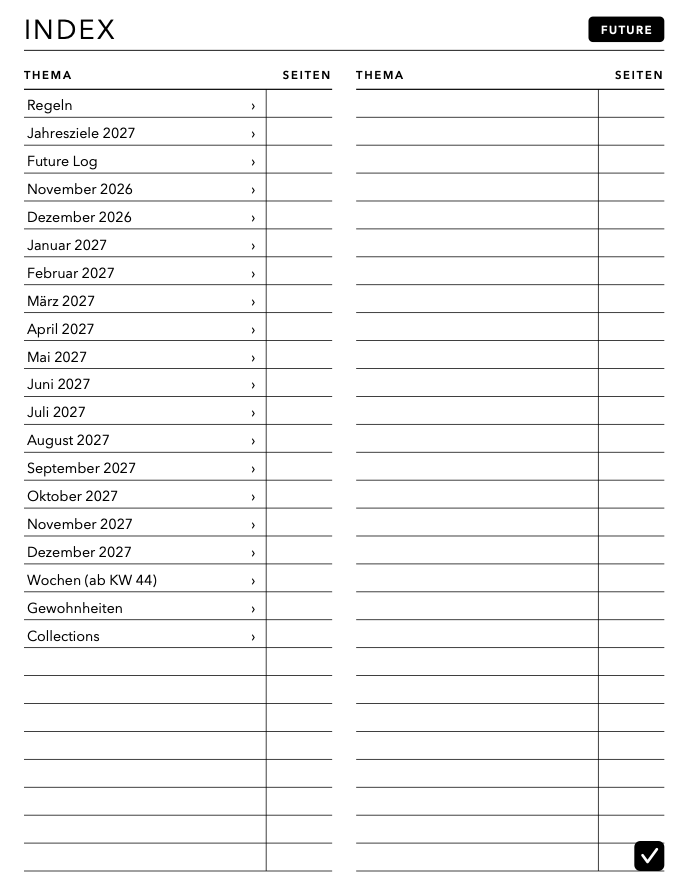 INDEX
FUTURE
THEMA SEITEN
Regeln ›
Jahresziele 2027 ›
Future Log ›
November 2026 ›
Dezember 2026 ›
Januar 2027 ›
Februar 2027 ›
März 2027 ›
April 2027 ›
Mai 2027 ›
Juni 2027 ›
Juli 2027 ›
August 2027 ›
September 2027 ›
Oktober 2027 ›
November 2027 ›
Dezember 2027 ›
Wochen (ab KW 44) ›
Gewohnheiten ›
Collections ›
THEMA SEITEN